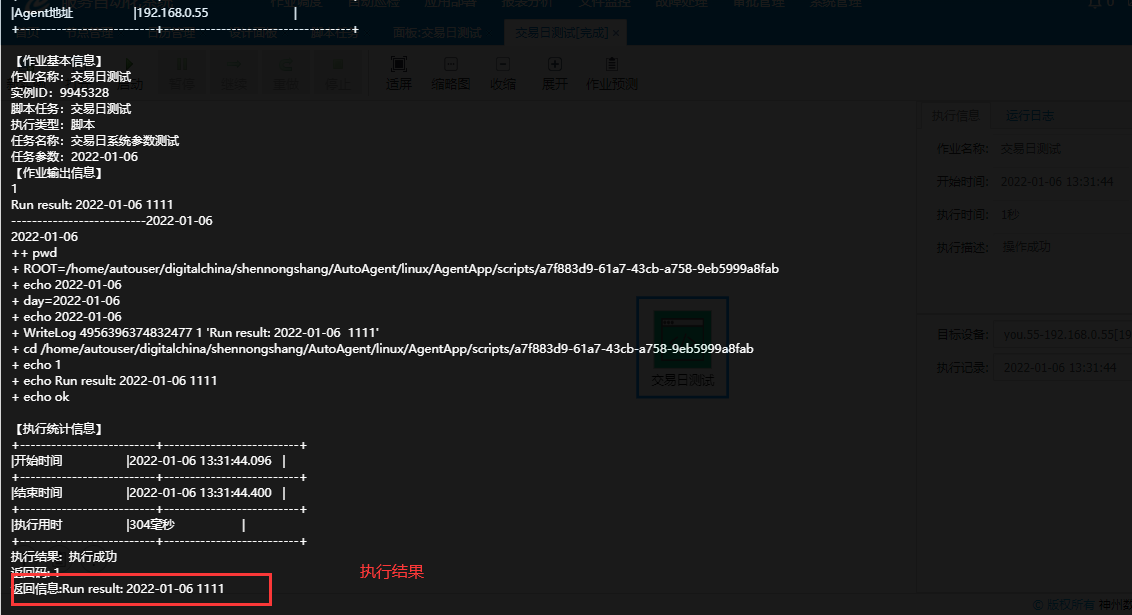 |Agent地址 |192.168.0.55 |
+--------------------------+------------------------------------+
面板:交易日测试
交易日测试[完成] ×
【作业基本信息】
作业名称：交易日测试
实例ID：9945328
脚本任务：交易日测试
执行类型：脚本
任务名称：交易日系统参数测试
任务参数：2022-01-06
【作业输出信息】
1
Run result: 2022-01-06 1111
--------------------------2022-01-06
2022-01-06
++ pwd
+ ROOT=/home/autouser/digitalchina/shennongshang/AutoAgent/linux/AgentApp/scripts/a7f883d9-61a7-43cb-a758-9eb5999a8fab
+ echo 2022-01-06
+ day=2022-01-06
+ echo 2022-01-06
+ WriteLog 4956396374832477 1 'Run result: 2022-01-06  1111'
+ cd /home/autouser/digitalchina/shennongshang/AutoAgent/linux/AgentApp/scripts/a7f883d9-61a7-43cb-a758-9eb5999a8fab
+ echo 1
+ echo Run result: 2022-01-06 1111
+ echo ok
【执行统计信息】
+--------------------------+--------------------------+
|开始时间 |2022-01-06 13:31:44.096 |
+--------------------------+--------------------------+
|结束时间 |2022-01-06 13:31:44.400 |
+--------------------------+--------------------------+
|执行用时 |304毫秒 |
+--------------------------+--------------------------+
执行结果: 执行成功
返回码: 1
返回信息:Run result: 2022-01-06 1111
执行结果
适屏
缩略图
收缩
展开
作业预测
交易日测试
执行信息
运行日志
作业名称: 交易日测试
开始时间: 2022-01-06 13:31:44
执行时间: 1秒
执行描述: 操作成功
目标设备: you.55-192.168.0.55[19
执行记录: 2022-01-06 13:31:44
© 版权所有 神州数